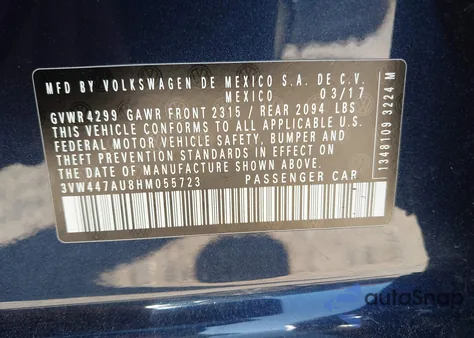 MFD BY VOLKSWAGEN DE MEXICO S.A. DE C.V.
MEXICO 03/17
GVWR4299 GAWR FRONT 2315 / REAR 2094 LBS
THIS VEHICLE CONFORMS TO ALL APPLICABLE U.S.
FEDERAL MOTOR VEHICLE SAFETY, BUMPER, AND
THEFT PREVENTION STANDARDS IN EFFECT ON
THE DATE OF MANUFACTURE SHOWN ABOVE.
3VW447AU8HM055723 PASSENGER CAR
1348109 3224 M
autoSnap